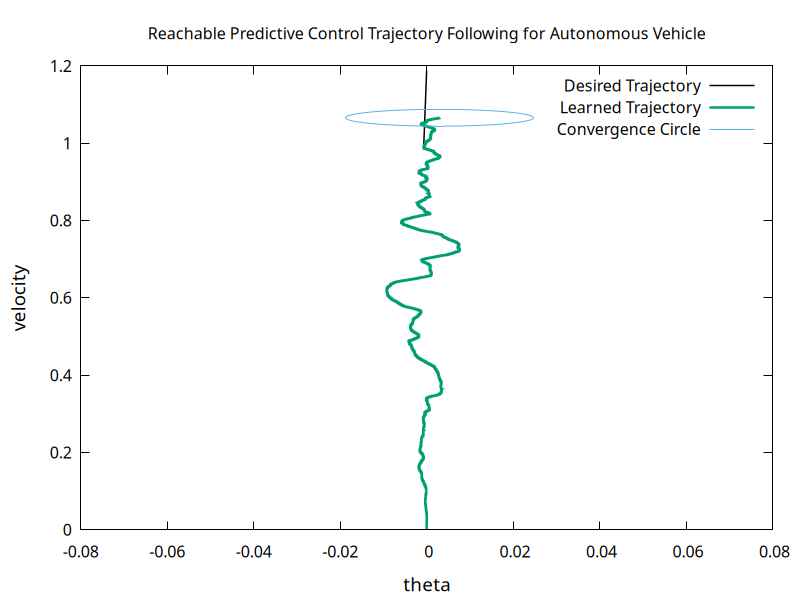 Reachable Predictive Control Trajectory Following for Autonomous Vehicle
1.2
1
0.8
0.6
0.4
0.2
0
velocity
Desired Trajectory
Learned Trajectory
Convergence Circle
-0.08 -0.06 -0.04 -0.02 0 0.02 0.04 0.06 0.08
theta